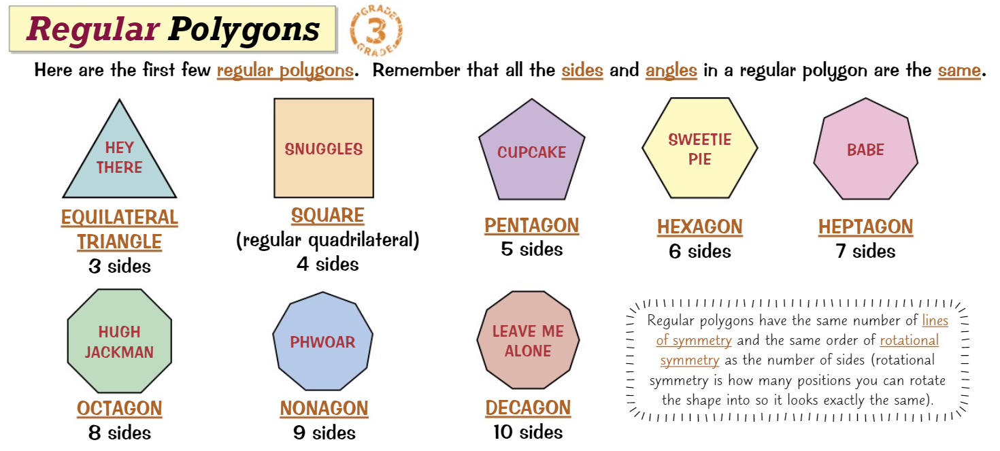 Regular Polygons
GRADE
3
GRADE
Here are the first few regular polygons. Remember that all the sides and angles in a regular polygon are the same.
HEY
THERE
SNUGGLES
CUPCAKE
SWEETIE
PIE
BABE
EQUILATERAL
TRIANGLE
3 sides
SQUARE
(regular quadrilateral)
4 sides
PENTAGON
5 sides
HEXAGON
6 sides
HEPTAGON
7 sides
HUGH
JACKMAN
PHWOAR
LEAVE ME
ALONE
OCTAGON
8 sides
NONAGON
9 sides
DECAGON
10 sides
Regular polygons have the same number of lines
of symmetry and the same order of rotational
symmetry as the number of sides (rotational
symmetry is how many positions you can rotate
the shape into so it looks exactly the same).